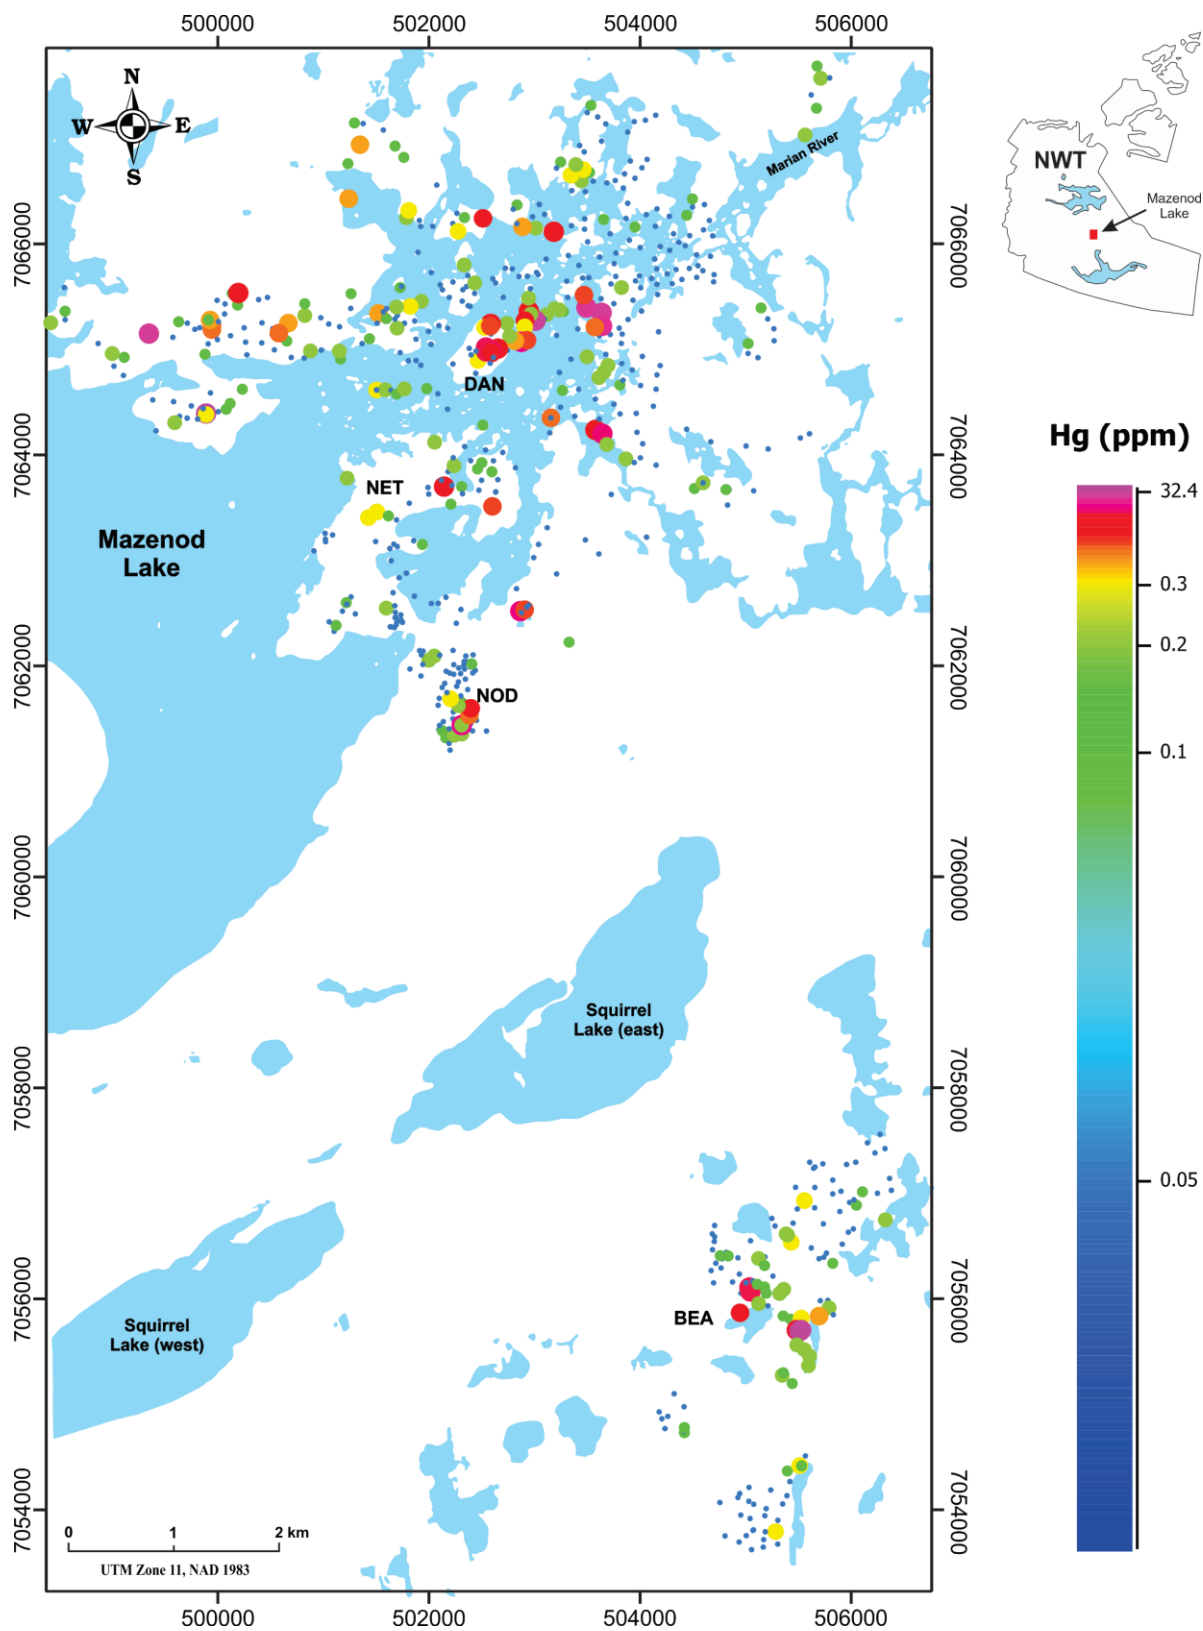 500000 502000 504000 506000
N
W E
S
Marian River
NWT
Mazenod
Lake
7066000 7066000
DAN
7064000 7064000
Hg (ppm)
32.4
NET
Mazenod
Lake
0.3
0.2
7062000 7062000
NOD
0.1
7060000 7060000
Squirrel
Lake (east)
7058000 7058000
0.05
7056000 7056000
BEA
Squirrel
Lake (west)
7054000 7054000
0 1 2 km
UTM Zone 11, NAD 1983
500000 502000 504000 506000